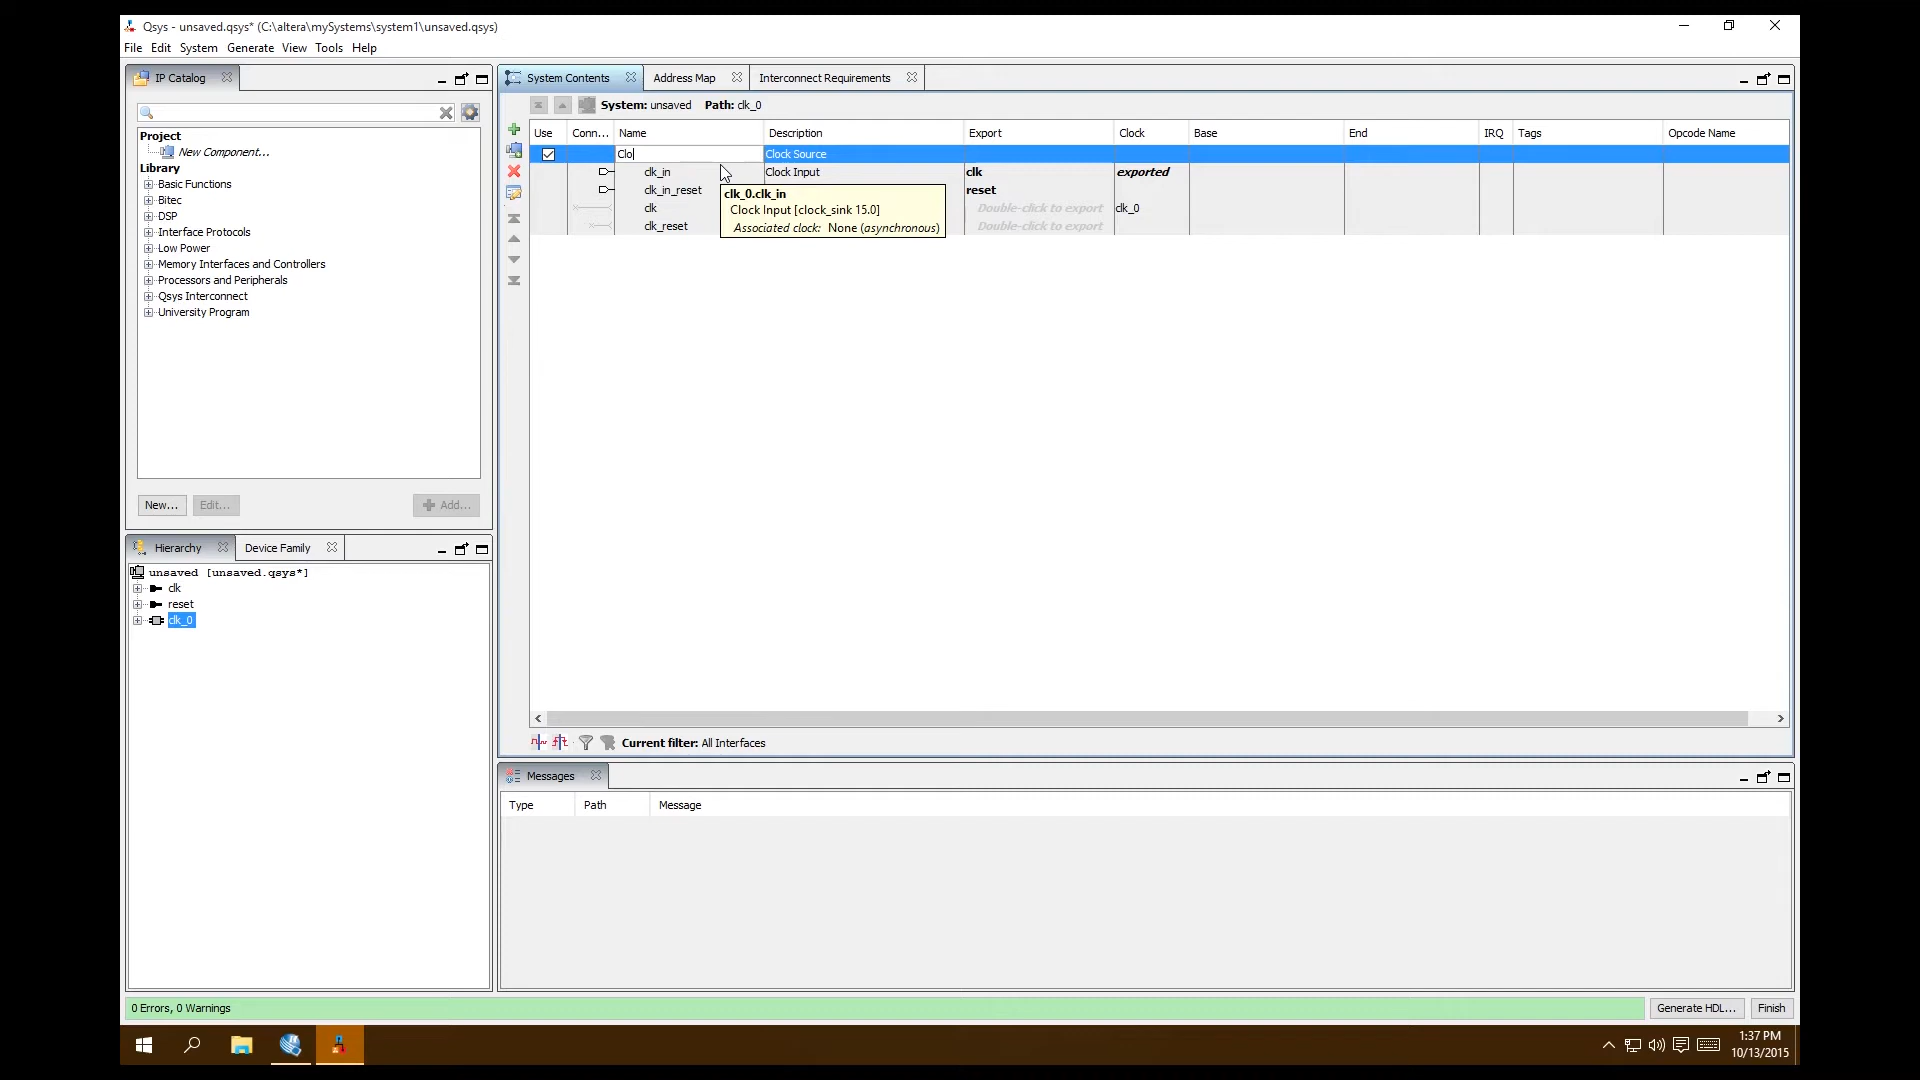 Qsys - unsaved.qsys* (C:\altera\mySystems\system1\unsaved.qsys)
File Edit System Generate View Tools Help
IP Catalog
System Contents Address Map Interconnect Requirements
System: unsaved Path: clk_0
Use Conn... Name Description Export Clock Base End IRQ Tags Opcode Name
Clo Clock Source
clk_in Clock Input clk exported
clk_in_reset reset
clk Double-click to export clk_0
clk_reset Double-click to export
clk_0.clk_in
Clock Input [clock_sink 15.0]
Associated clock: None (asynchronous)
Project
New Component...
Library
Basic Functions
Bitec
DSP
Interface Protocols
Low Power
Memory Interfaces and Controllers
Processors and Peripherals
Qsys Interconnect
University Program
New... Edit... Add...
Hierarchy Device Family
unsaved [unsaved.qsys*]
clk
reset
clk_0
Current filter: All Interfaces
Messages
Type Path Message
0 Errors, 0 Warnings
Generate HDL... Finish
1:37 PM
10/13/2015